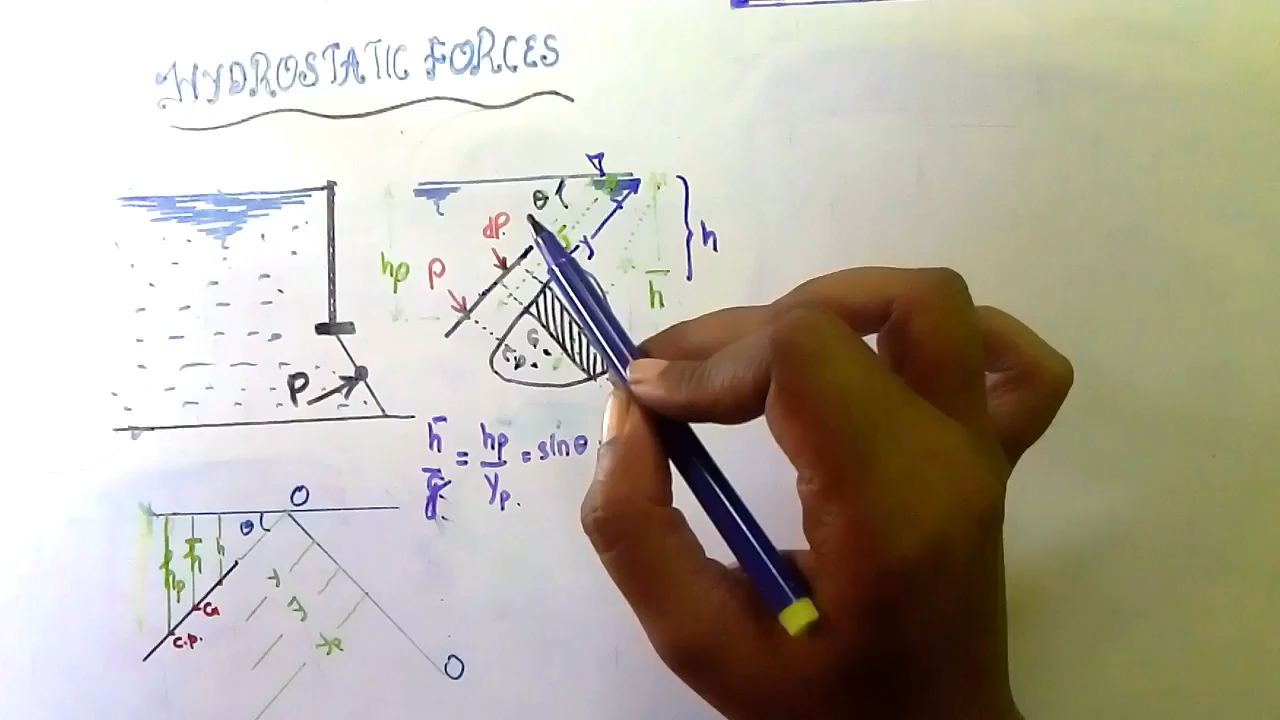 HYDROSTATIC FORCES
θ
dP.
y
h
hp
P
h̄
G.
P
h̄/ȳ = hp/yp. = sinθ
O
θ
hp
h̄
h
y
ȳ
G
C.P.
O